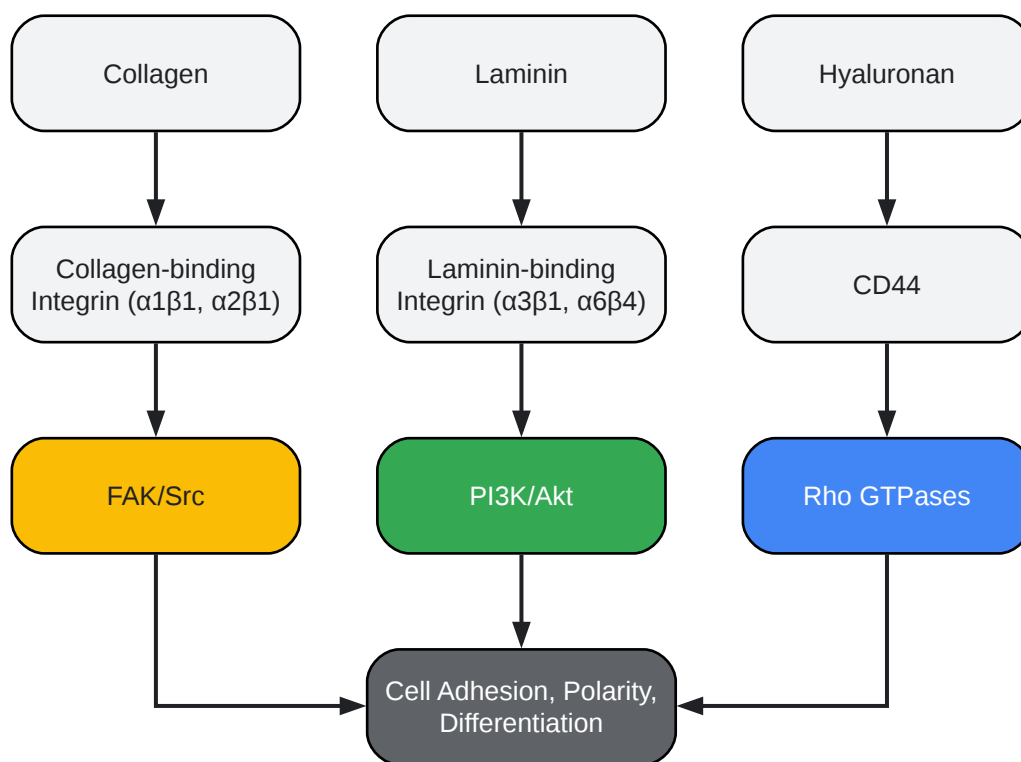 Collagen
Laminin
Hyaluronan
Collagen-binding
Integrin (α1β1, α2β1)
Laminin-binding
Integrin (α3β1, α6β4)
CD44
FAK/Src
PI3K/Akt
Rho GTPases
Cell Adhesion, Polarity,
Differentiation